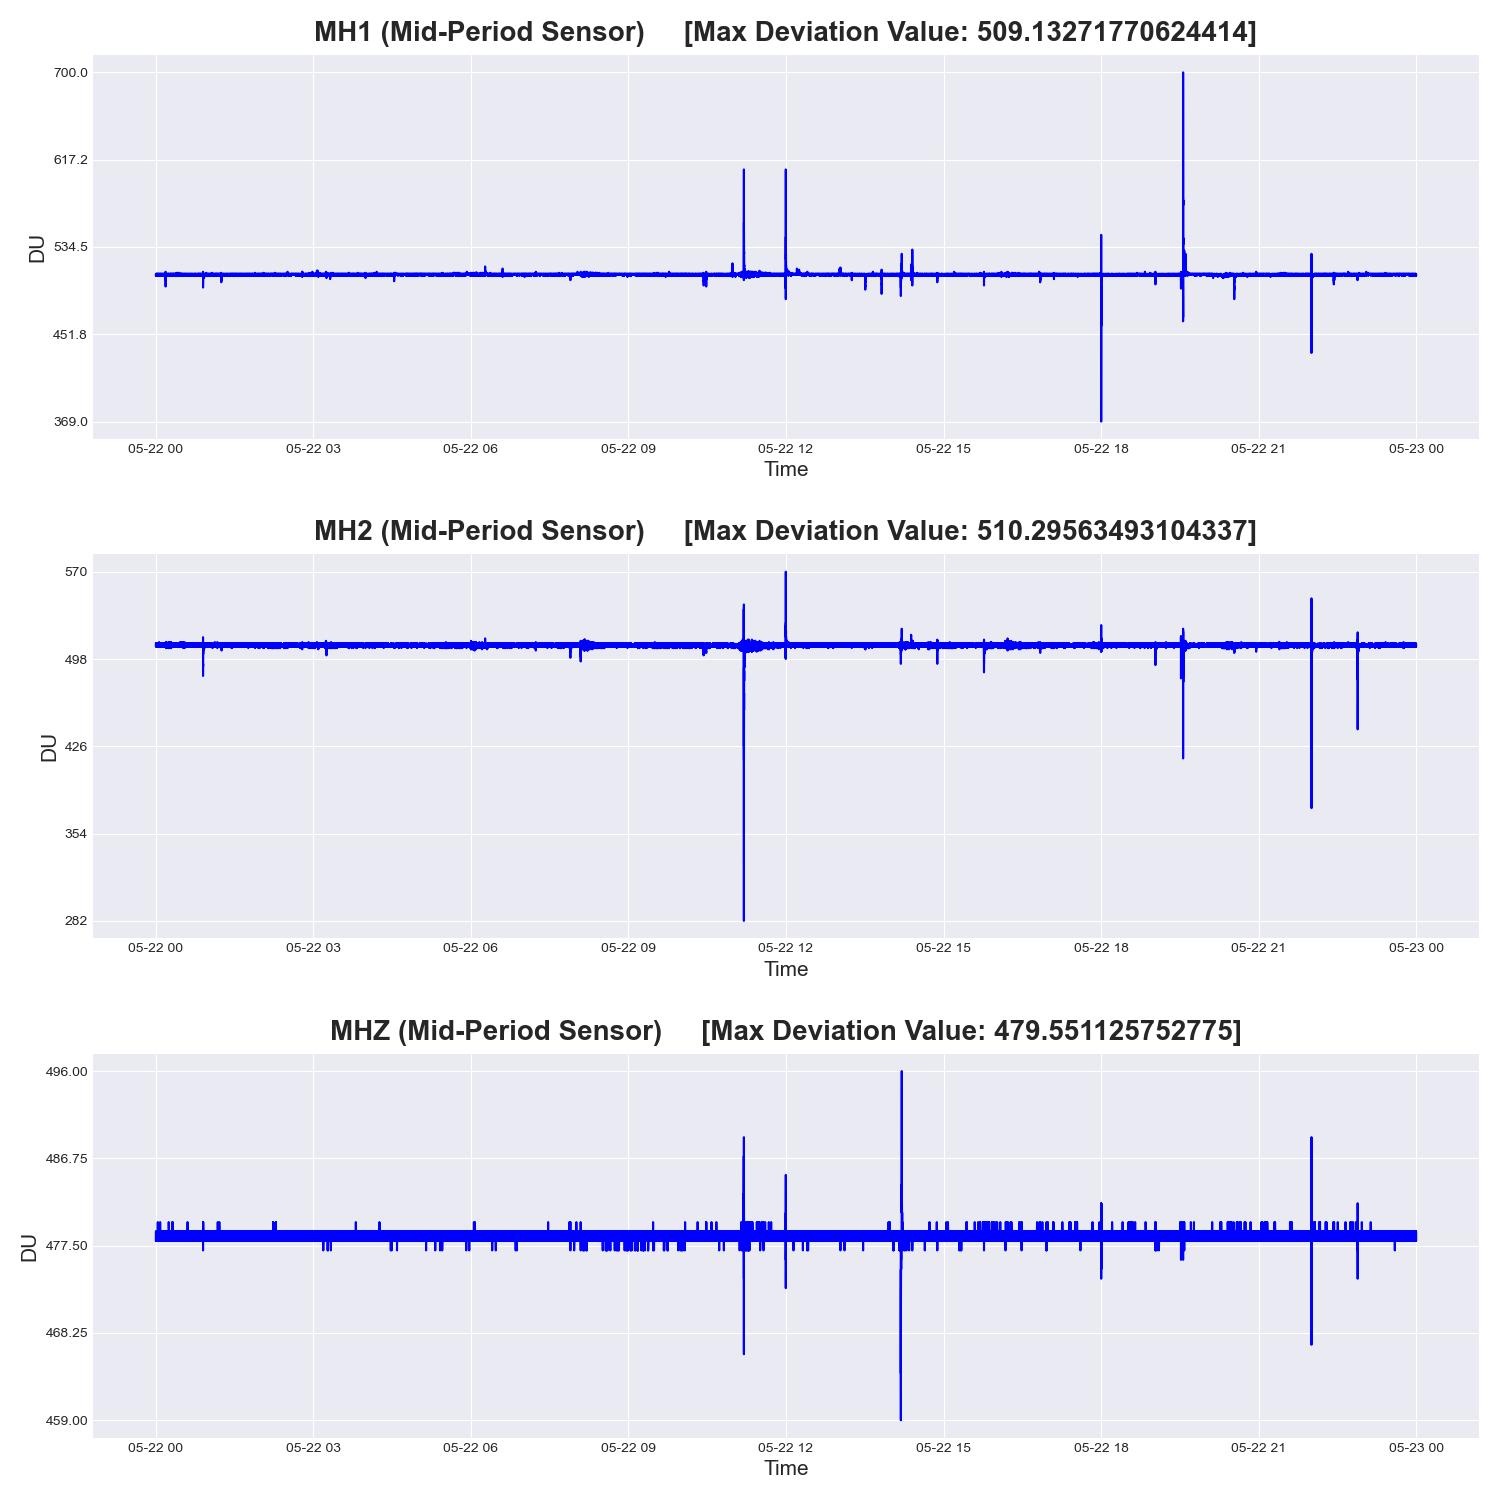 MH1 (Mid-Period Sensor) [Max Deviation Value: 509.13271770624414]
700.0
617.2
534.5
451.8
369.0
DU
05-22 00 05-22 03 05-22 06 05-22 09 05-22 12 05-22 15 05-22 18 05-22 21 05-23 00
Time
MH2 (Mid-Period Sensor) [Max Deviation Value: 510.29563493104337]
570
498
426
354
282
DU
05-22 00 05-22 03 05-22 06 05-22 09 05-22 12 05-22 15 05-22 18 05-22 21 05-23 00
Time
MHZ (Mid-Period Sensor) [Max Deviation Value: 479.551125752775]
496.00
486.75
477.50
468.25
459.00
DU
05-22 00 05-22 03 05-22 06 05-22 09 05-22 12 05-22 15 05-22 18 05-22 21 05-23 00
Time